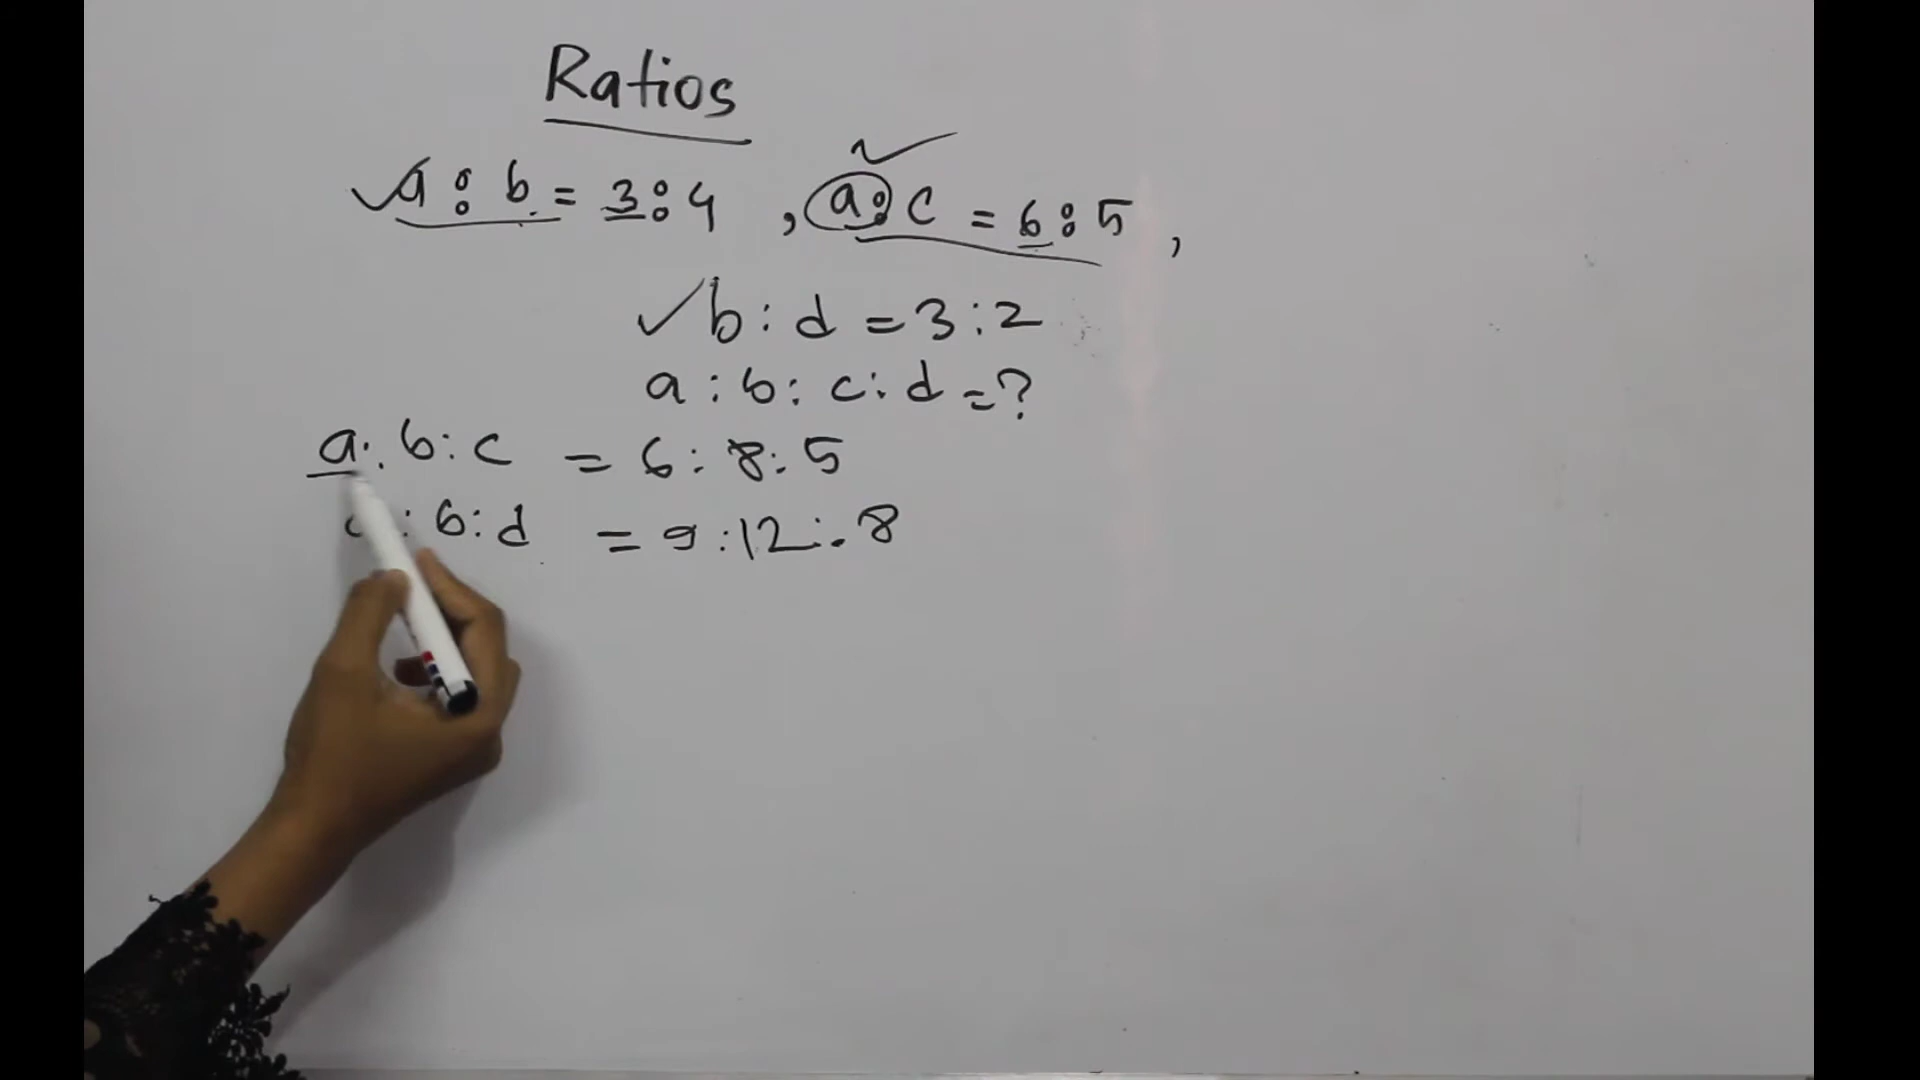 Ratios
a : b = 3 : 4 , a : c = 6 : 5 ,
b : d = 3 : 2
a : b : c : d = ?
a : b : c = 6 : 8 : 5
: b : d = 9 : 12 : 8